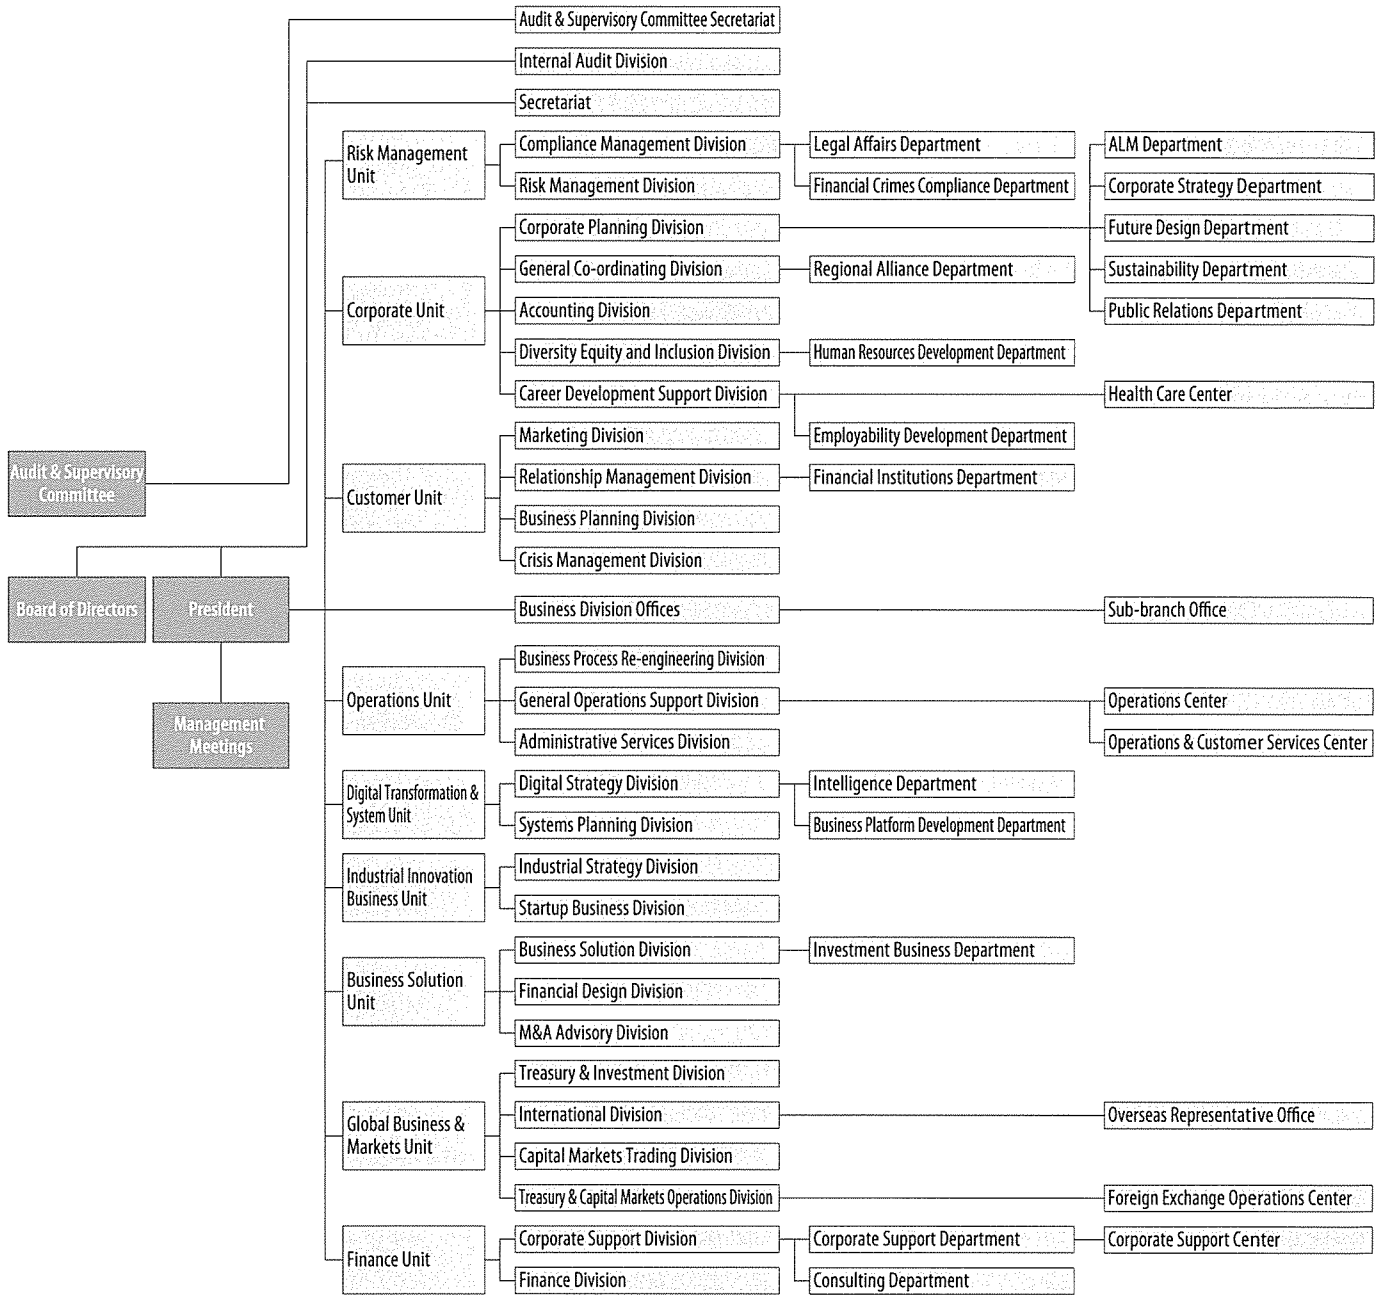 Audit & Supervisory Committee Secretariat
Internal Audit Division
Secretariat
Risk Management
Unit
Compliance Management Division
Legal Affairs Department
ALM Department
Risk Management Division
Financial Crimes Compliance Department
Corporate Strategy Department
Corporate Planning Division
Future Design Department
General Co-ordinating Division
Regional Alliance Department
Sustainability Department
Corporate Unit
Accounting Division
Public Relations Department
Diversity Equity and Inclusion Division
Human Resources Development Department
Career Development Support Division
Health Care Center
Marketing Division
Employability Development Department
Audit & Supervisory
Committee
Customer Unit
Relationship Management Division
Financial Institutions Department
Business Planning Division
Crisis Management Division
Board of Directors
President
Business Division Offices
Sub-branch Office
Business Process Re-engineering Division
Operations Unit
General Operations Support Division
Operations Center
Management
Meetings
Administrative Services Division
Operations & Customer Services Center
Digital Transformation &
System Unit
Digital Strategy Division
Intelligence Department
Systems Planning Division
Business Platform Development Department
Industrial Innovation
Business Unit
Industrial Strategy Division
Startup Business Division
Business Solution
Unit
Business Solution Division
Investment Business Department
Financial Design Division
M&A Advisory Division
Global Business &
Markets Unit
Treasury & Investment Division
International Division
Overseas Representative Office
Capital Markets Trading Division
Treasury & Capital Markets Operations Division
Foreign Exchange Operations Center
Finance Unit
Corporate Support Division
Corporate Support Department
Corporate Support Center
Finance Division
Consulting Department